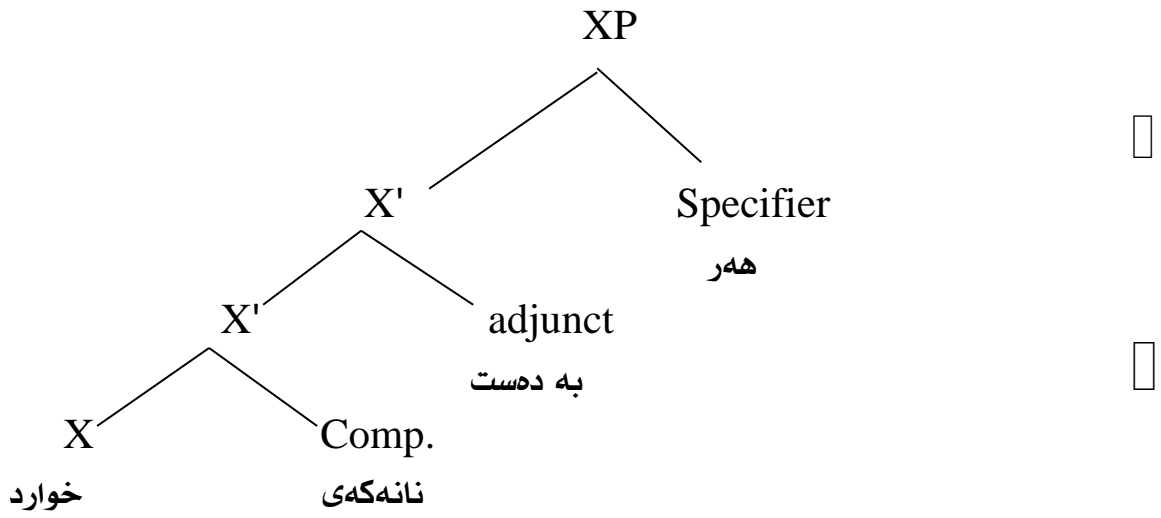 XP
X' Specifier
هەر
X' adjunct
بە دەست
X Comp.
خوارد نانەکەی